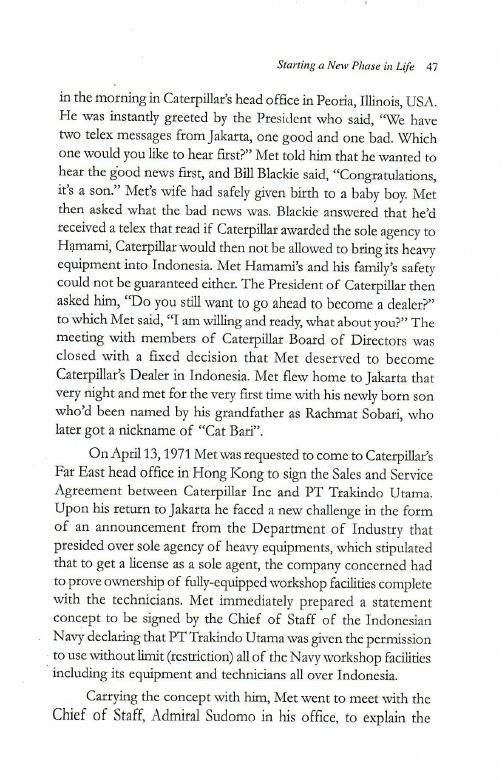 Starting a New Phase in Life 47
in the morning in Caterpillar's head office in Peoria, Illinois, USA.
He was instantly greeted by the President who said, "We have
two telex messages from Jakarta, one good and one bad. Which
one would you like to hear first?" Met told him that he wanted to
hear the good news first, and Bill Blackie said, "Congratulations,
it's a son." Met's wife had safely given birth to a baby boy. Met
then asked what the bad news was. Blackie answered that he'd
received a telex that read if Caterpillar awarded the sole agency to
Hamami, Caterpillar would then not be allowed to bring its heavy
equipment into Indonesia. Met Hamami's and his family's safety
could not be guaranteed either. The President of Caterpillar then
asked him, "Do you still want to go ahead to become a dealer?"
to which Met said, "I am willing and ready, what about you?" The
meeting with members of Caterpillar Board of Directors was
closed with a fixed decision that Met deserved to become
Caterpillar's Dealer in Indonesia. Met flew home to Jakarta that
very night and met for the very first time with his newly born son
who'd been named by his grandfather as Rachmat Sobari, who
later got a nickname of "Cat Bari".
On April 13, 1971 Met was requested to come to Caterpillar's
Far East head office in Hong Kong to sign the Sales and Service
Agreement between Caterpillar Inc and PT Trakindo Utama.
Upon his return to Jakarta he faced a new challenge in the form
of an announcement from the Department of Industry that
presided over sole agency of heavy equipments, which stipulated
that to get a license as a sole agent, the company concerned had
to prove ownership of fully-equipped workshop facilities complete
with the technicians. Met immediately prepared a statement
concept to be signed by the Chief of Staff of the Indonesian
Navy declaring that PT Trakindo Utama was given the permission
to use without limit (restriction) all of the Navy workshop facilities
including its equipment and technicians all over Indonesia.
Carrying the concept with him, Met went to meet with the
Chief of Staff, Admiral Sudomo in his office, to explain the